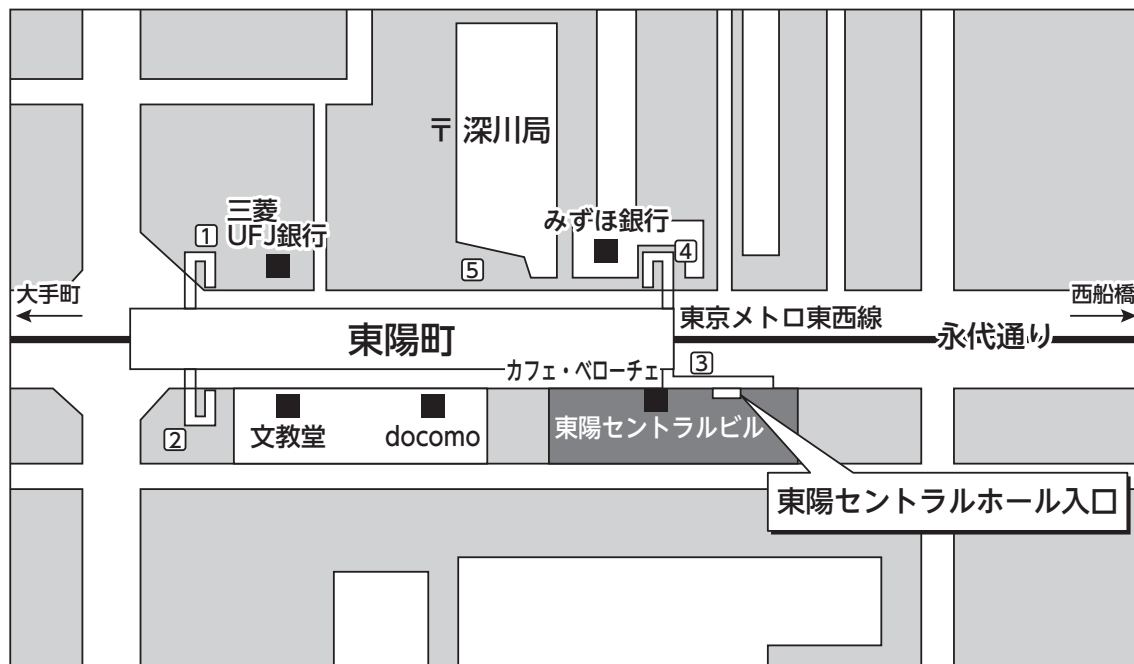 〒 深川局
三菱
UFJ銀行
1
みずほ銀行
4
5
大手町
西船橋
東京メトロ東西線
永代通り
東陽町
カフェ・ベローチェ
3
2
文教堂
docomo
東陽セントラルビル
東陽セントラルホール入口